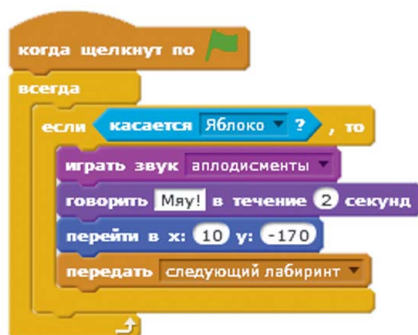 когда щелкнут по
всегда
если касается Яблоко ? , то
играть звук аплодисменты
говорить Мяу! в течение 2 секунд
перейти в x: 10 y: -170
передать следующий лабиринт